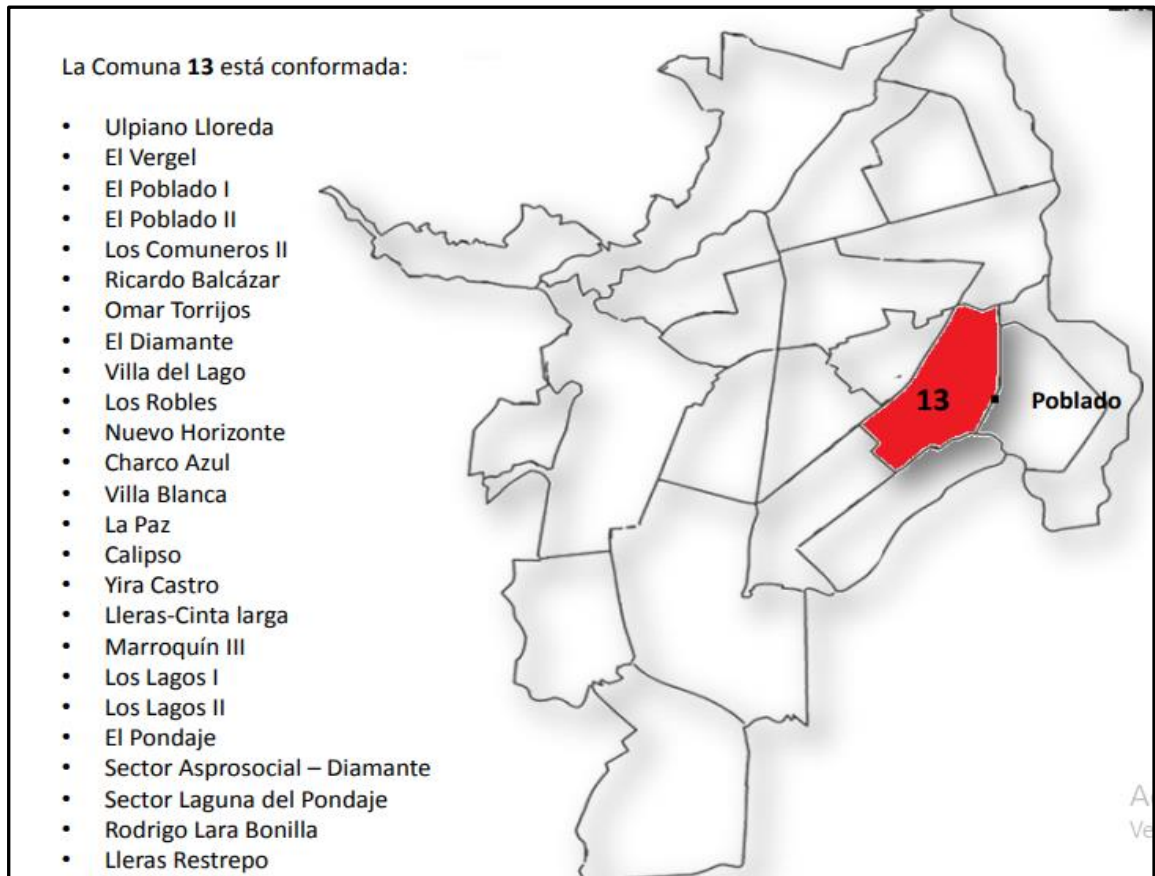 La Comuna 13 está conformada:
• Ulpiano Lloreda
• El Vergel
• El Poblado I
• El Poblado II
• Los Comuneros II
• Ricardo Balcázar
• Omar Torrijos
• El Diamante
• Villa del Lago
• Los Robles
• Nuevo Horizonte
• Charco Azul
• Villa Blanca
• La Paz
• Calipso
• Yira Castro
• Lleras-Cinta larga
• Marroquín III
• Los Lagos I
• Los Lagos II
• El Pondaje
• Sector Asprosocial – Diamante
• Sector Laguna del Pondaje
• Rodrigo Lara Bonilla
• Lleras Restrepo
13
Poblado